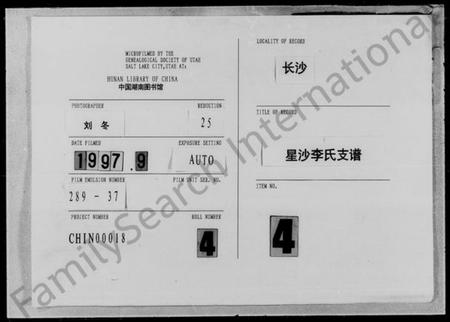 MICROFILMED BY THE
GENEALOGICAL SOCIETY OF UTAH
SALT LAKE CITY, UTAH AT:
HUNAN LIBRARY OF CHINA
中国湖南图书馆
PHOTOGRAPHER
REDUCTION
刘冬
25
DATE FILMED
EXPOSURE SETTING
1997.9
AUTO
FILM EMULSION NUMBER
FILM UNIT SER. NO.
289 - 37
PROJECT NUMBER
ROLL NUMBER
CHIN00018
4
LOCALITY OF RECORD
长沙
TITLE OF RECORD
星沙李氏支谱
ITEM NO.
4
FamilySearch International